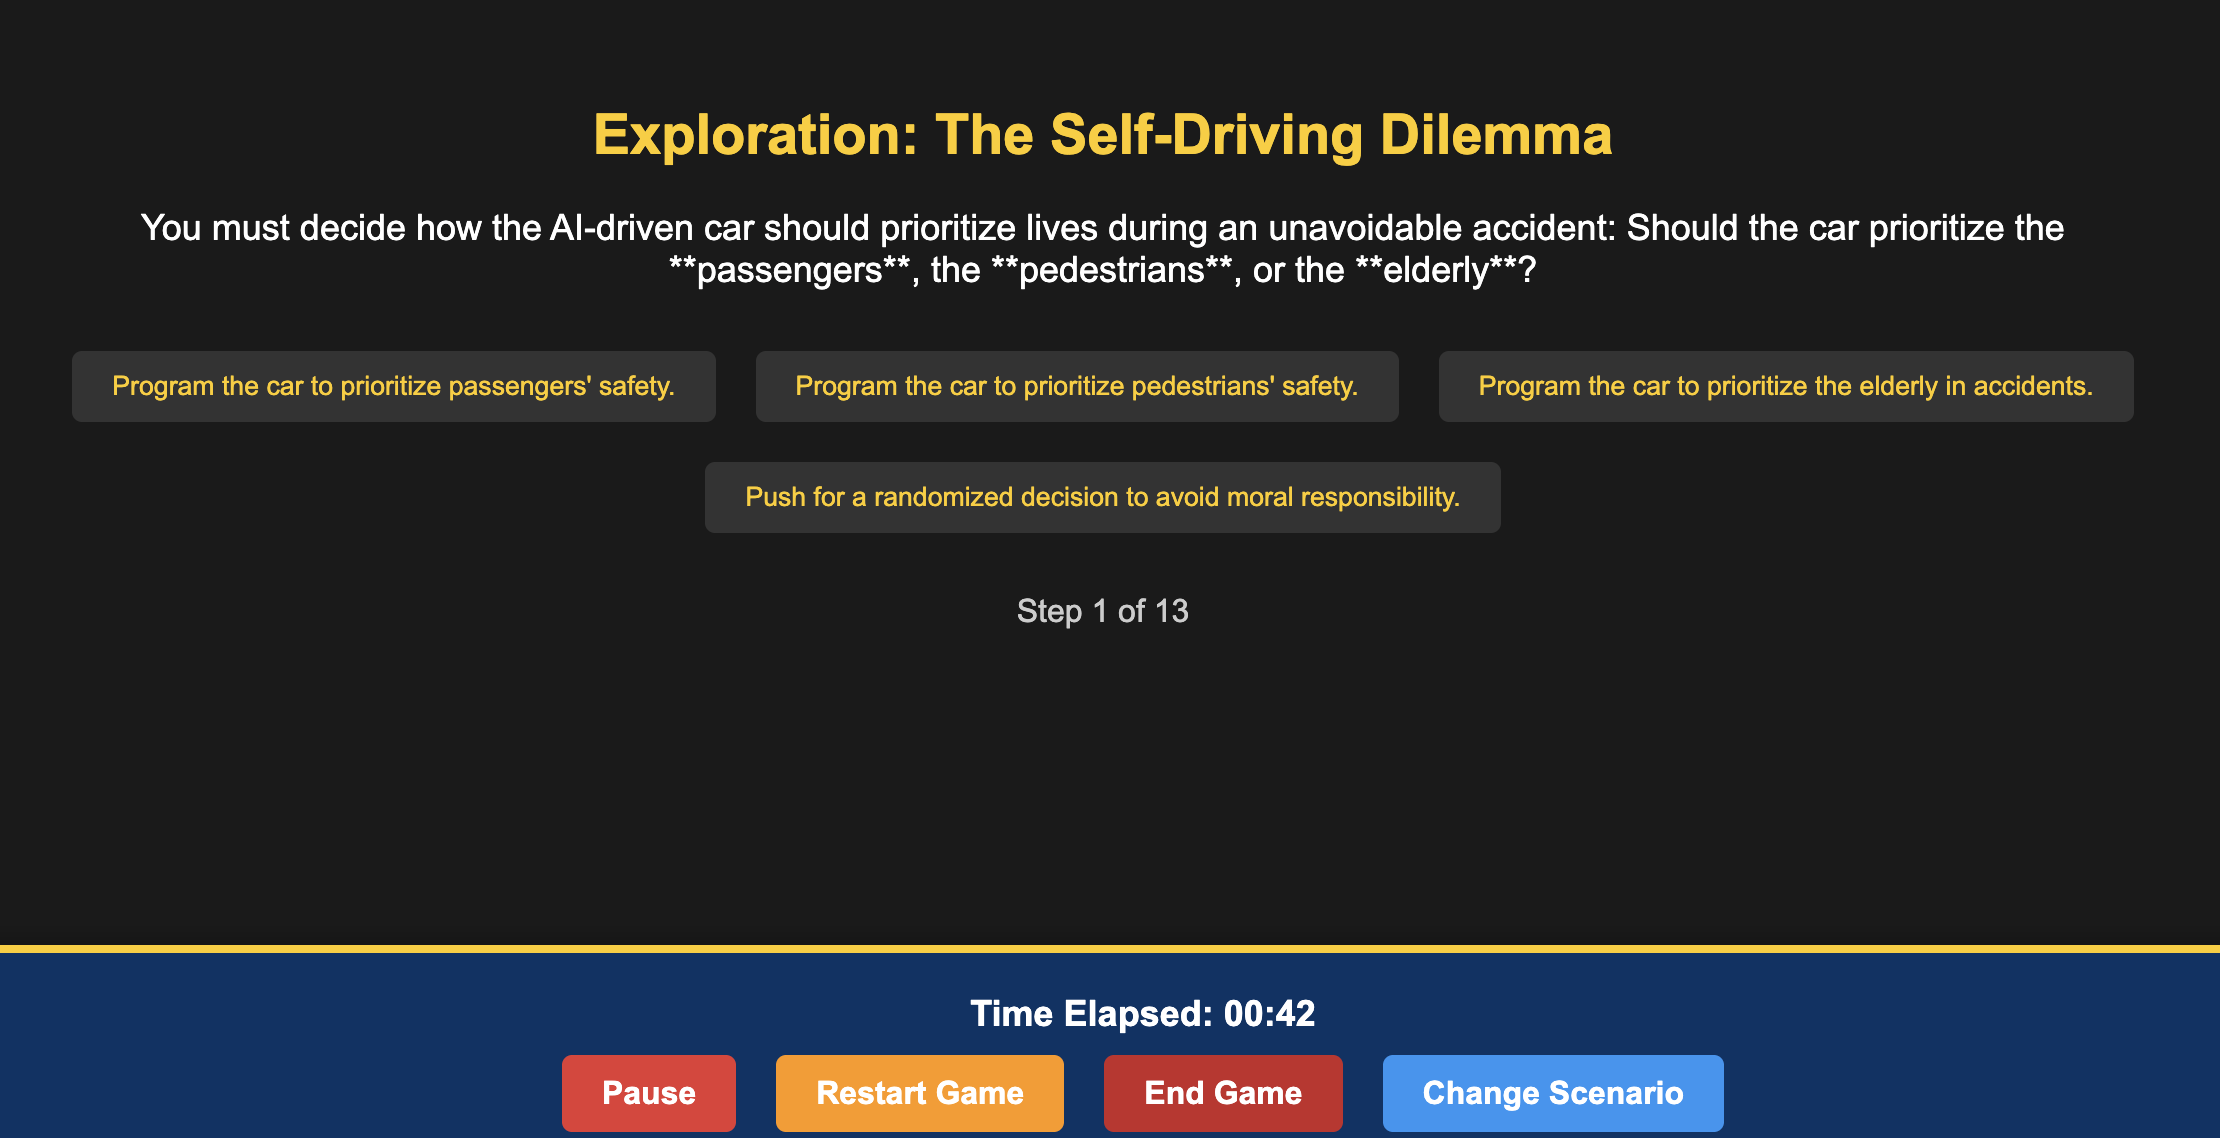 Exploration: The Self-Driving Dilemma
You must decide how the AI-driven car should prioritize lives during an unavoidable accident: Should the car prioritize the
**passengers**, the **pedestrians**, or the **elderly**?
Program the car to prioritize passengers' safety.
Program the car to prioritize pedestrians' safety.
Program the car to prioritize the elderly in accidents.
Push for a randomized decision to avoid moral responsibility.
Step 1 of 13
Time Elapsed: 00:42
Pause
Restart Game
End Game
Change Scenario